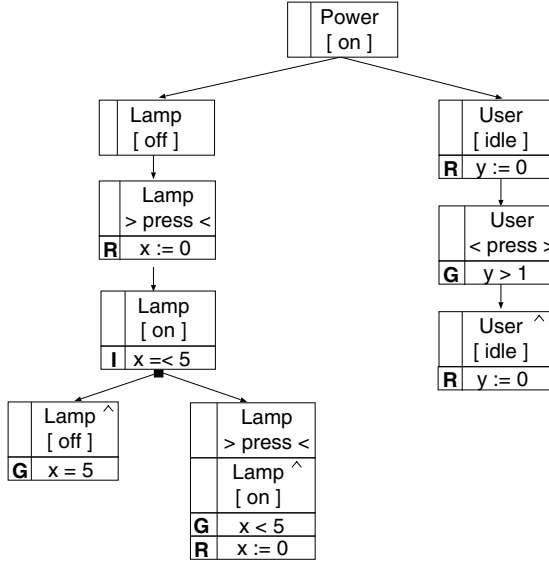 Power
[ on ]
Lamp
[ off ]
User
[ idle ]
R y := 0
Lamp
> press <
R x := 0
User
< press >
G y > 1
Lamp
[ on ]
I x =< 5
User ^
[ idle ]
R y := 0
Lamp ^
[ off ]
G x = 5
Lamp
> press <
Lamp ^
[ on ]
G x < 5
R x := 0